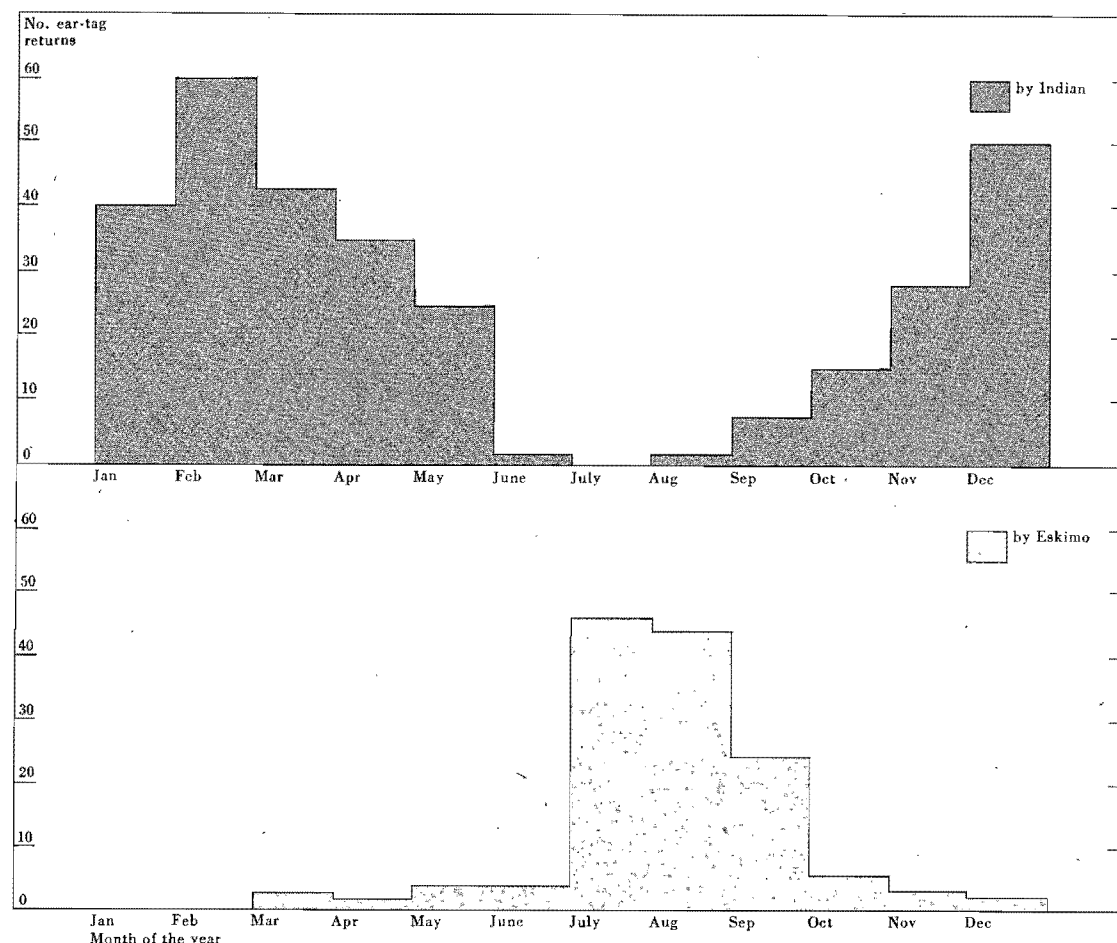 No. ear-tag
returns
60
50
40
30
20
10
0
by Indian
Jan Feb Mar Apr May June July Aug Sep Oct Nov Dec
60
50
40
30
20
10
0
by Eskimo
Jan Feb Mar Apr May June July Aug Sep Oct Nov Dec
Month of the year